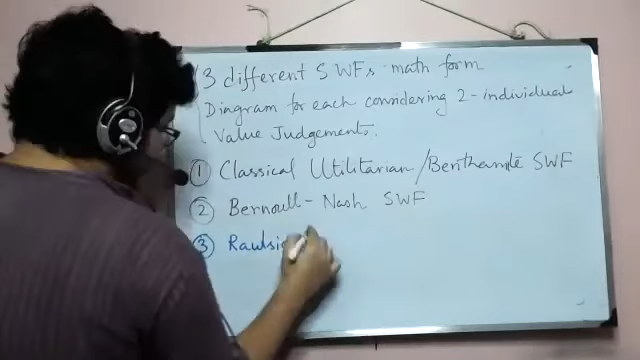 3 different SWFs math form
Diagram for each considering 2-individual
Value Judgements.
① Classical Utilitarian/Benthamite SWF
② Bernoull-Nash SWF
③ Rawlsi